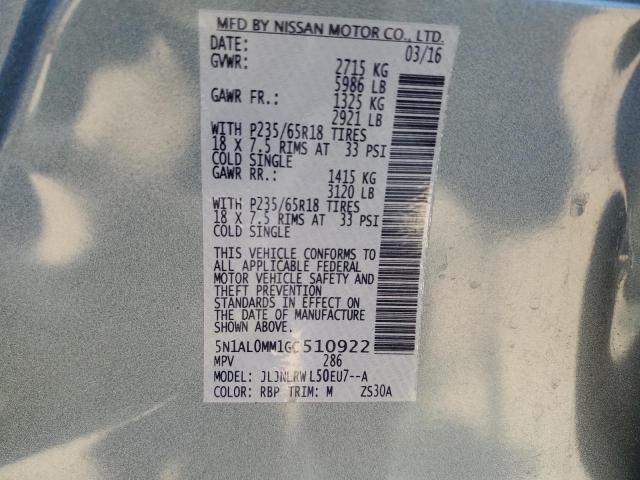 MFD BY NISSAN MOTOR CO., LTD.
DATE: 03/16
GVWR: 2715 KG
5986 LB
GAWR FR.: 1325 KG
2921 LB
WITH P235/65R18 TIRES
18 X 7.5 RIMS AT 33 PSI
COLD SINGLE
GAWR RR.: 1415 KG
3120 LB
WITH P235/65R18 TIRES
18 X 7.5 RIMS AT 33 PSI
COLD SINGLE
THIS VEHICLE CONFORMS TO
ALL APPLICABLE FEDERAL
MOTOR VEHICLE SAFETY AND
THEFT PREVENTION
STANDARDS IN EFFECT ON
THE DATE OF MANUFACTURE
SHOWN ABOVE.
5N1AL0MM1GC510922
MPV 286
MODEL: JLJNLRWL50EU7--A
COLOR: RBP TRIM: M ZS30A